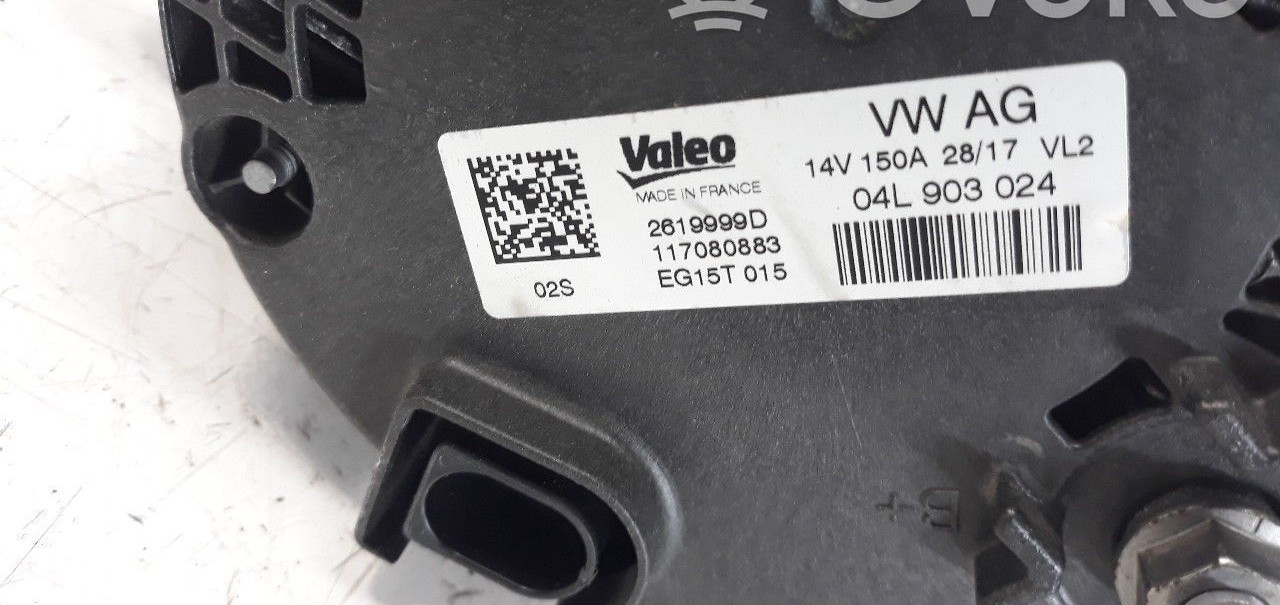 VW AG
Valeo
14V 150A 28/17 VL2
MADE IN FRANCE
04L 903 024
2619999D
117080883
EG15T 015
02S
B+